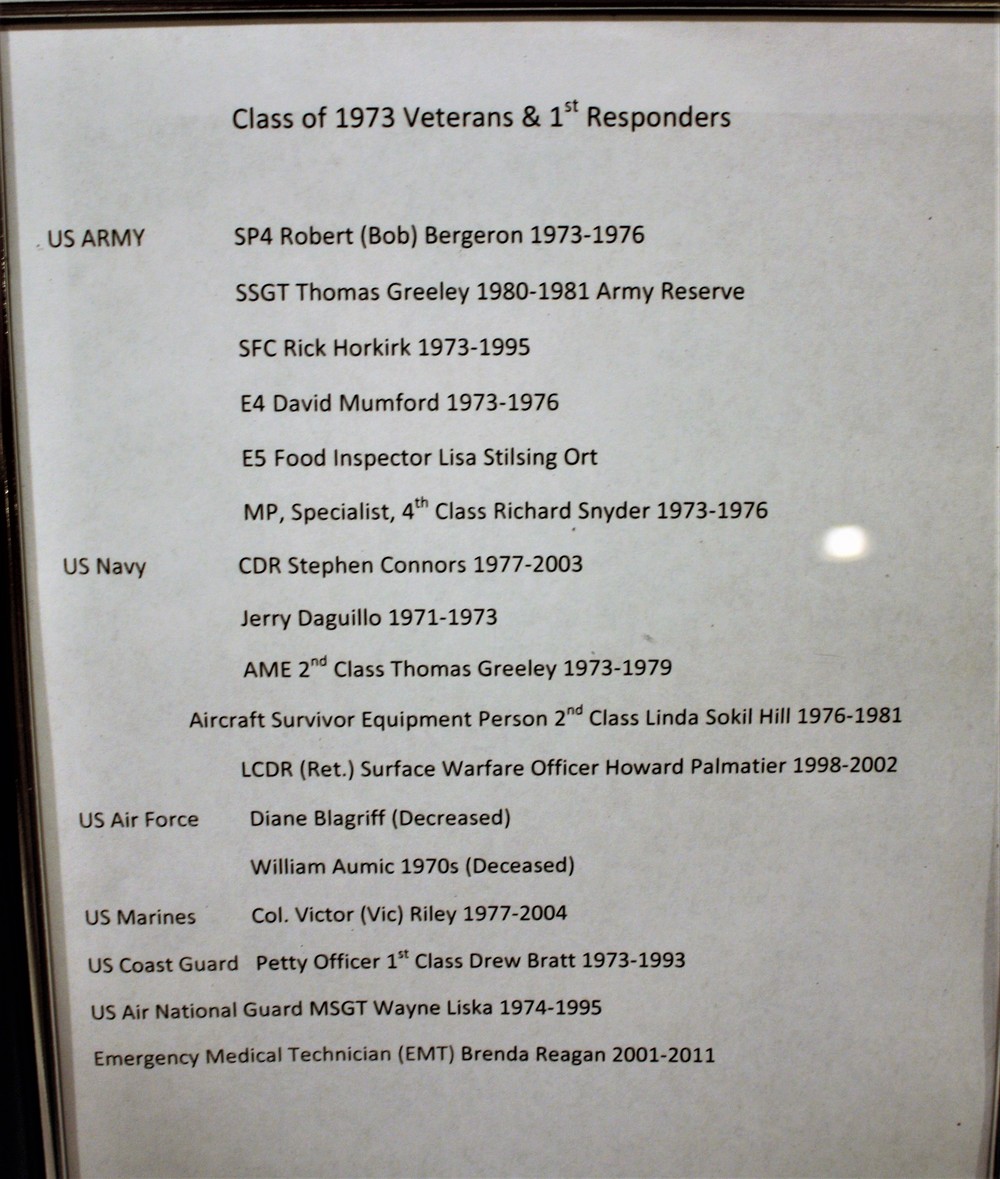 Class of 1973 Veterans & 1st Responders
US ARMY SP4 Robert (Bob) Bergeron 1973-1976
SSGT Thomas Greeley 1980-1981 Army Reserve
SFC Rick Horkirk 1973-1995
E4 David Mumford 1973-1976
E5 Food Inspector Lisa Stilsing Ort
MP, Specialist, 4th Class Richard Snyder 1973-1976
US Navy CDR Stephen Connors 1977-2003
Jerry Daguillo 1971-1973
AME 2nd Class Thomas Greeley 1973-1979
Aircraft Survivor Equipment Person 2nd Class Linda Sokil Hill 1976-1981
LCDR (Ret.) Surface Warfare Officer Howard Palmatier 1998-2002
US Air Force Diane Blagriff (Decreased)
William Aumic 1970s (Deceased)
US Marines Col. Victor (Vic) Riley 1977-2004
US Coast Guard Petty Officer 1st Class Drew Bratt 1973-1993
US Air National Guard MSGT Wayne Liska 1974-1995
Emergency Medical Technician (EMT) Brenda Reagan 2001-2011